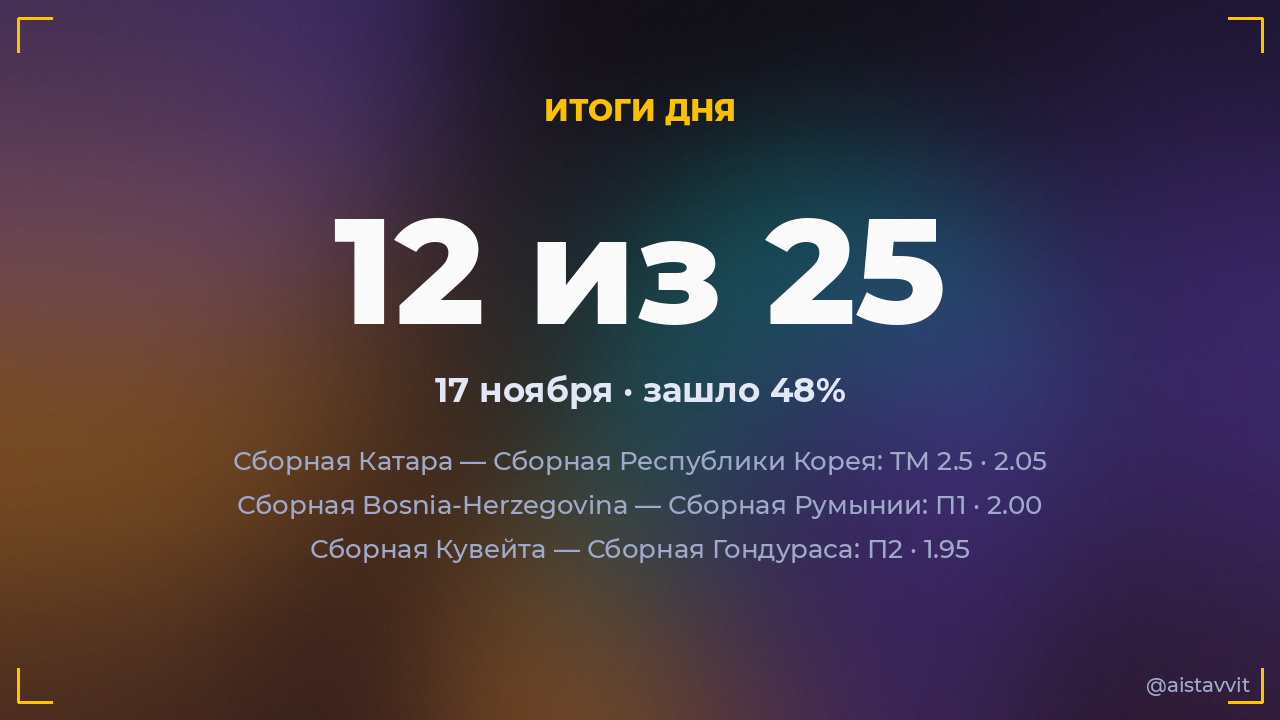 ИТОГИ ДНЯ
12 из 25
17 ноября · зашло 48%
Сборная Катара — Сборная Республики Корея: ТМ 2.5 · 2.05
Сборная Bosnia-Herzegovina — Сборная Румынии: П1 · 2.00
Сборная Кувейта — Сборная Гондураса: П2 · 1.95
@aistavvit